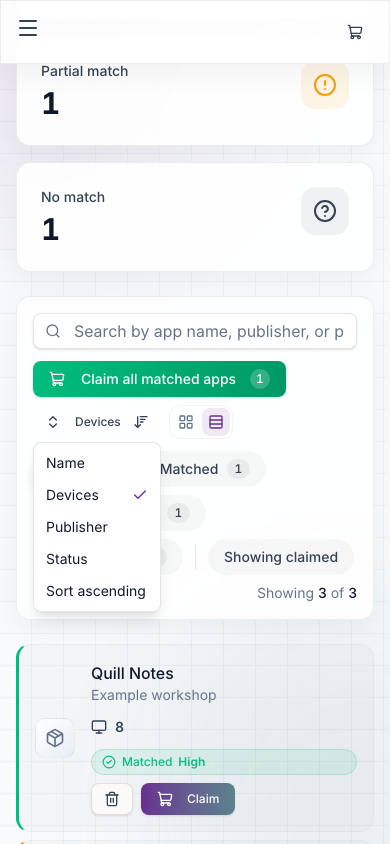 Partial match
1
No match
1
Search by app name, publisher, or p
Claim all matched apps 1
Devices
Name
Devices
Publisher
Status
Sort ascending
Matched 1
1
Showing claimed
Showing 3 of 3
Quill Notes
Example workshop
8
Matched High
Claim